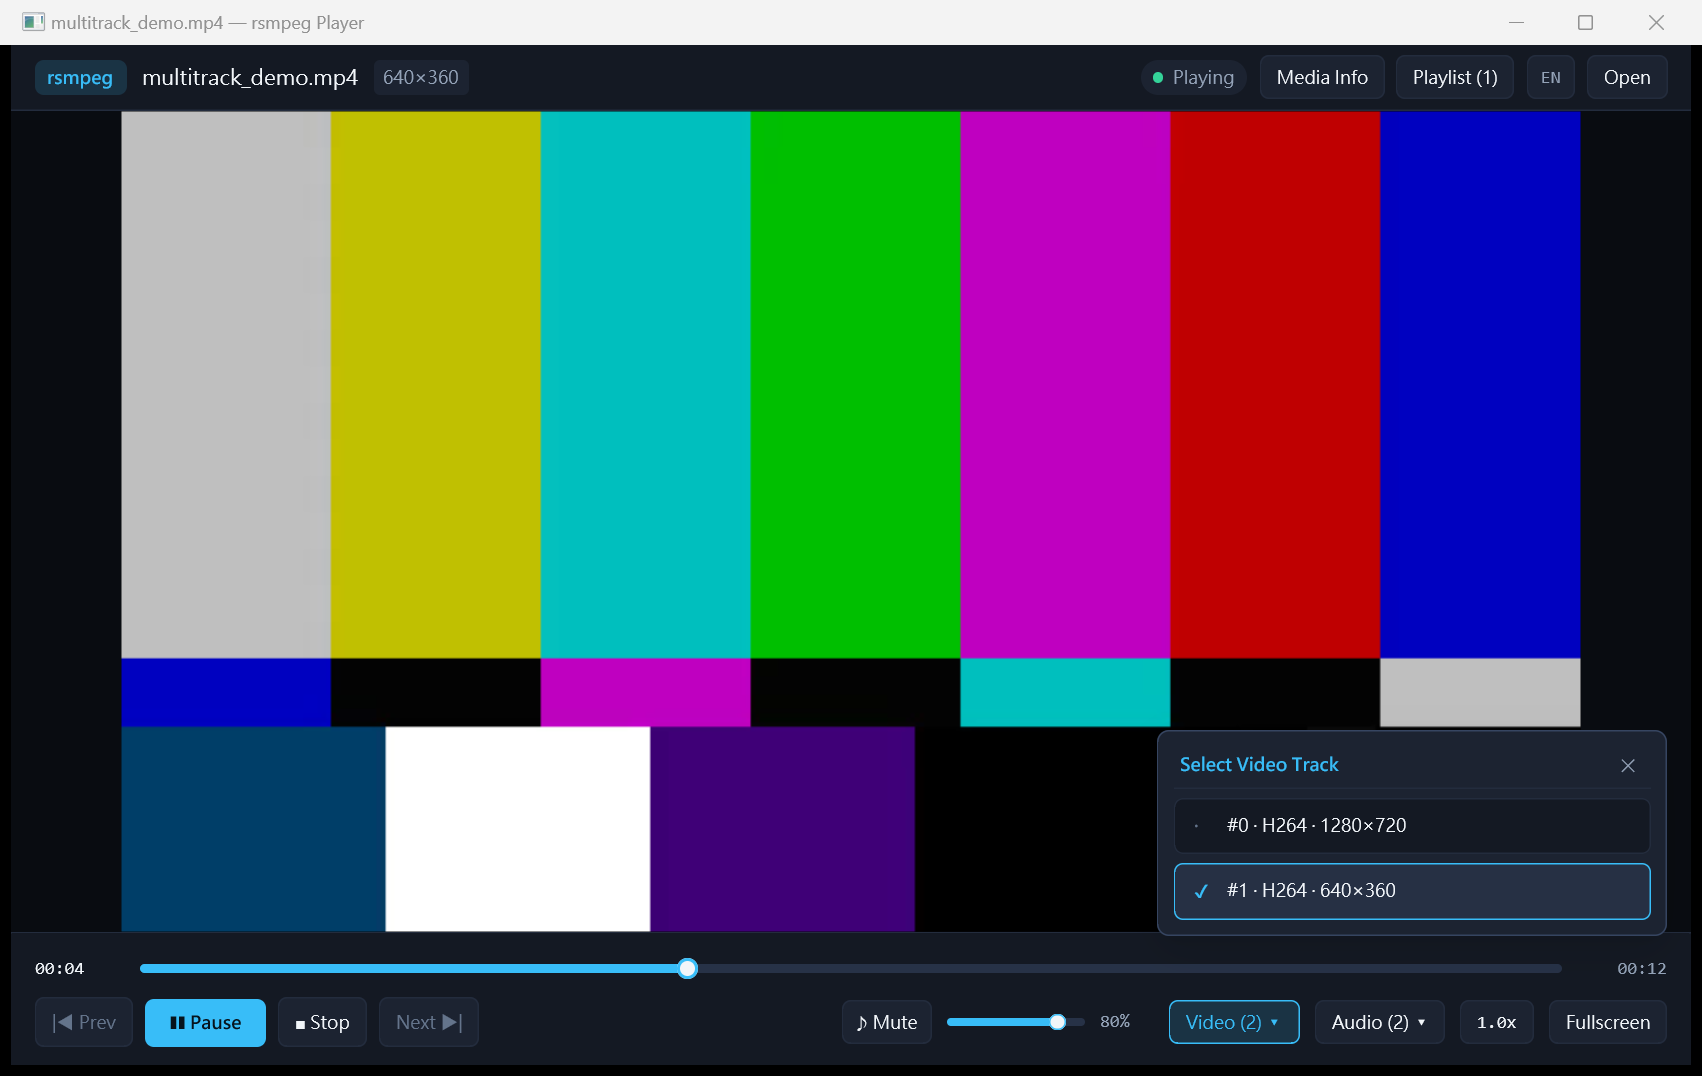 multitrack_demo.mp4 — rsmpeg Player
rsmpeg multitrack_demo.mp4 640×360 Playing Media Info Playlist (1) EN Open
Select Video Track
#0 · H264 · 1280×720
#1 · H264 · 640×360
00:04 00:12
Prev Pause Stop Next Mute 80% Video (2) Audio (2) 1.0x Fullscreen